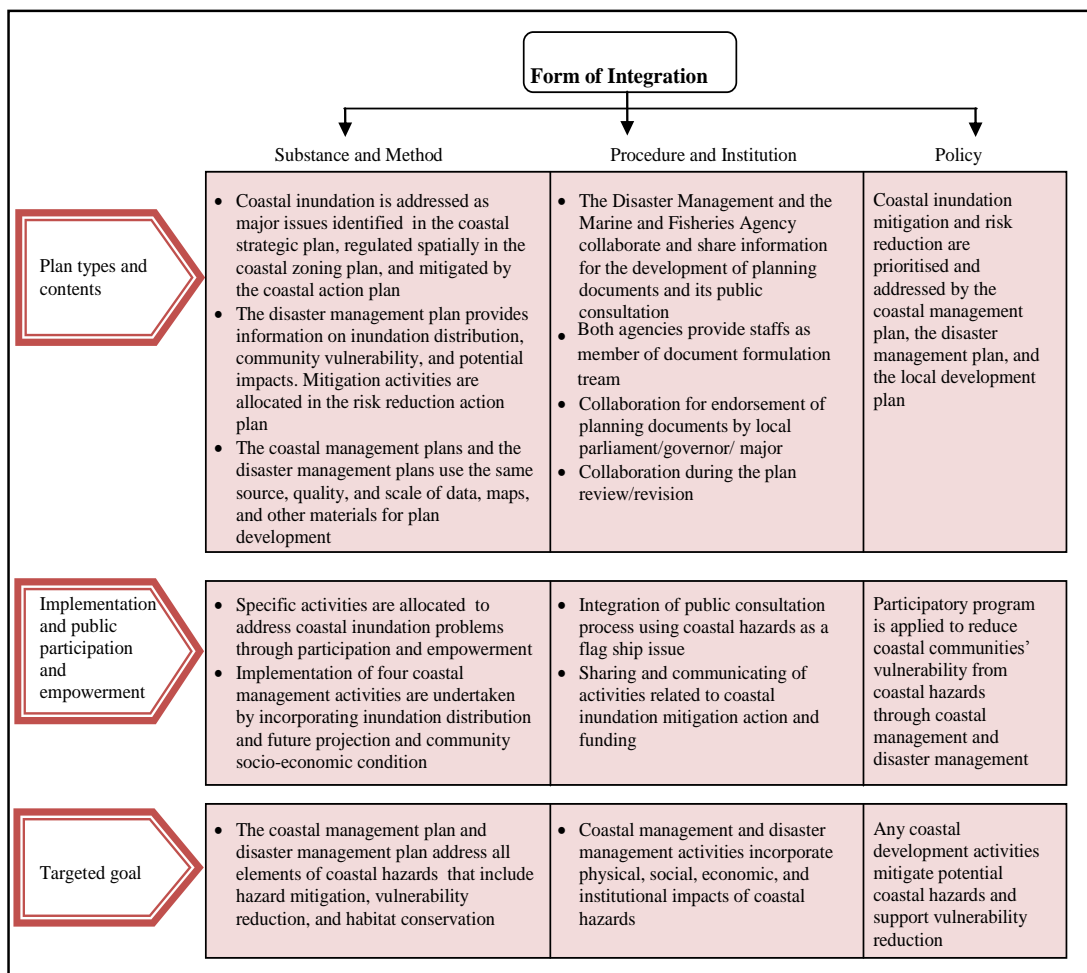 Form of Integration
Substance and Method
Procedure and Institution
Policy
Plan types and
contents
• Coastal inundation is addressed as
major issues identified in the coastal
strategic plan, regulated spatially in the
coastal zoning plan, and mitigated by
the coastal action plan
• The disaster management plan provides
information on inundation distribution,
community vulnerability, and potential
impacts. Mitigation activities are
allocated in the risk reduction action
plan
• The coastal management plans and the
disaster management plans use the same
source, quality, and scale of data, maps,
and other materials for plan
development
• The Disaster Management and the
Marine and Fisheries Agency
collaborate and share information
for the development of planning
documents and its public
consultation
• Both agencies provide staffs as
member of document formulation
tream
• Collaboration for endorsement of
planning documents by local
parliament/governor/ major
• Collaboration during the plan
review/revision
Coastal inundation
mitigation and risk
reduction are
prioritised and
addressed by the
coastal management
plan, the disaster
management plan, and
the local development
plan
Implementation
and public
participation
and
empowerment
• Specific activities are allocated to
address coastal inundation problems
through participation and empowerment
• Implementation of four coastal
management activities are undertaken
by incorporating inundation distribution
and future projection and community
socio-economic condition
• Integration of public consultation
process using coastal hazards as a
flag ship issue
• Sharing and communicating of
activities related to coastal
inundation mitigation action and
funding
Participatory program
is applied to reduce
coastal communities'
vulnerability from
coastal hazards
through coastal
management and
disaster management
Targeted goal
• The coastal management plan and
disaster management plan address all
elements of coastal hazards that include
hazard mitigation, vulnerability
reduction, and habitat conservation
• Coastal management and disaster
management activities incorporate
physical, social, economic, and
institutional impacts of coastal
hazards
Any coastal
development activities
mitigate potential
coastal hazards and
support vulnerability
reduction